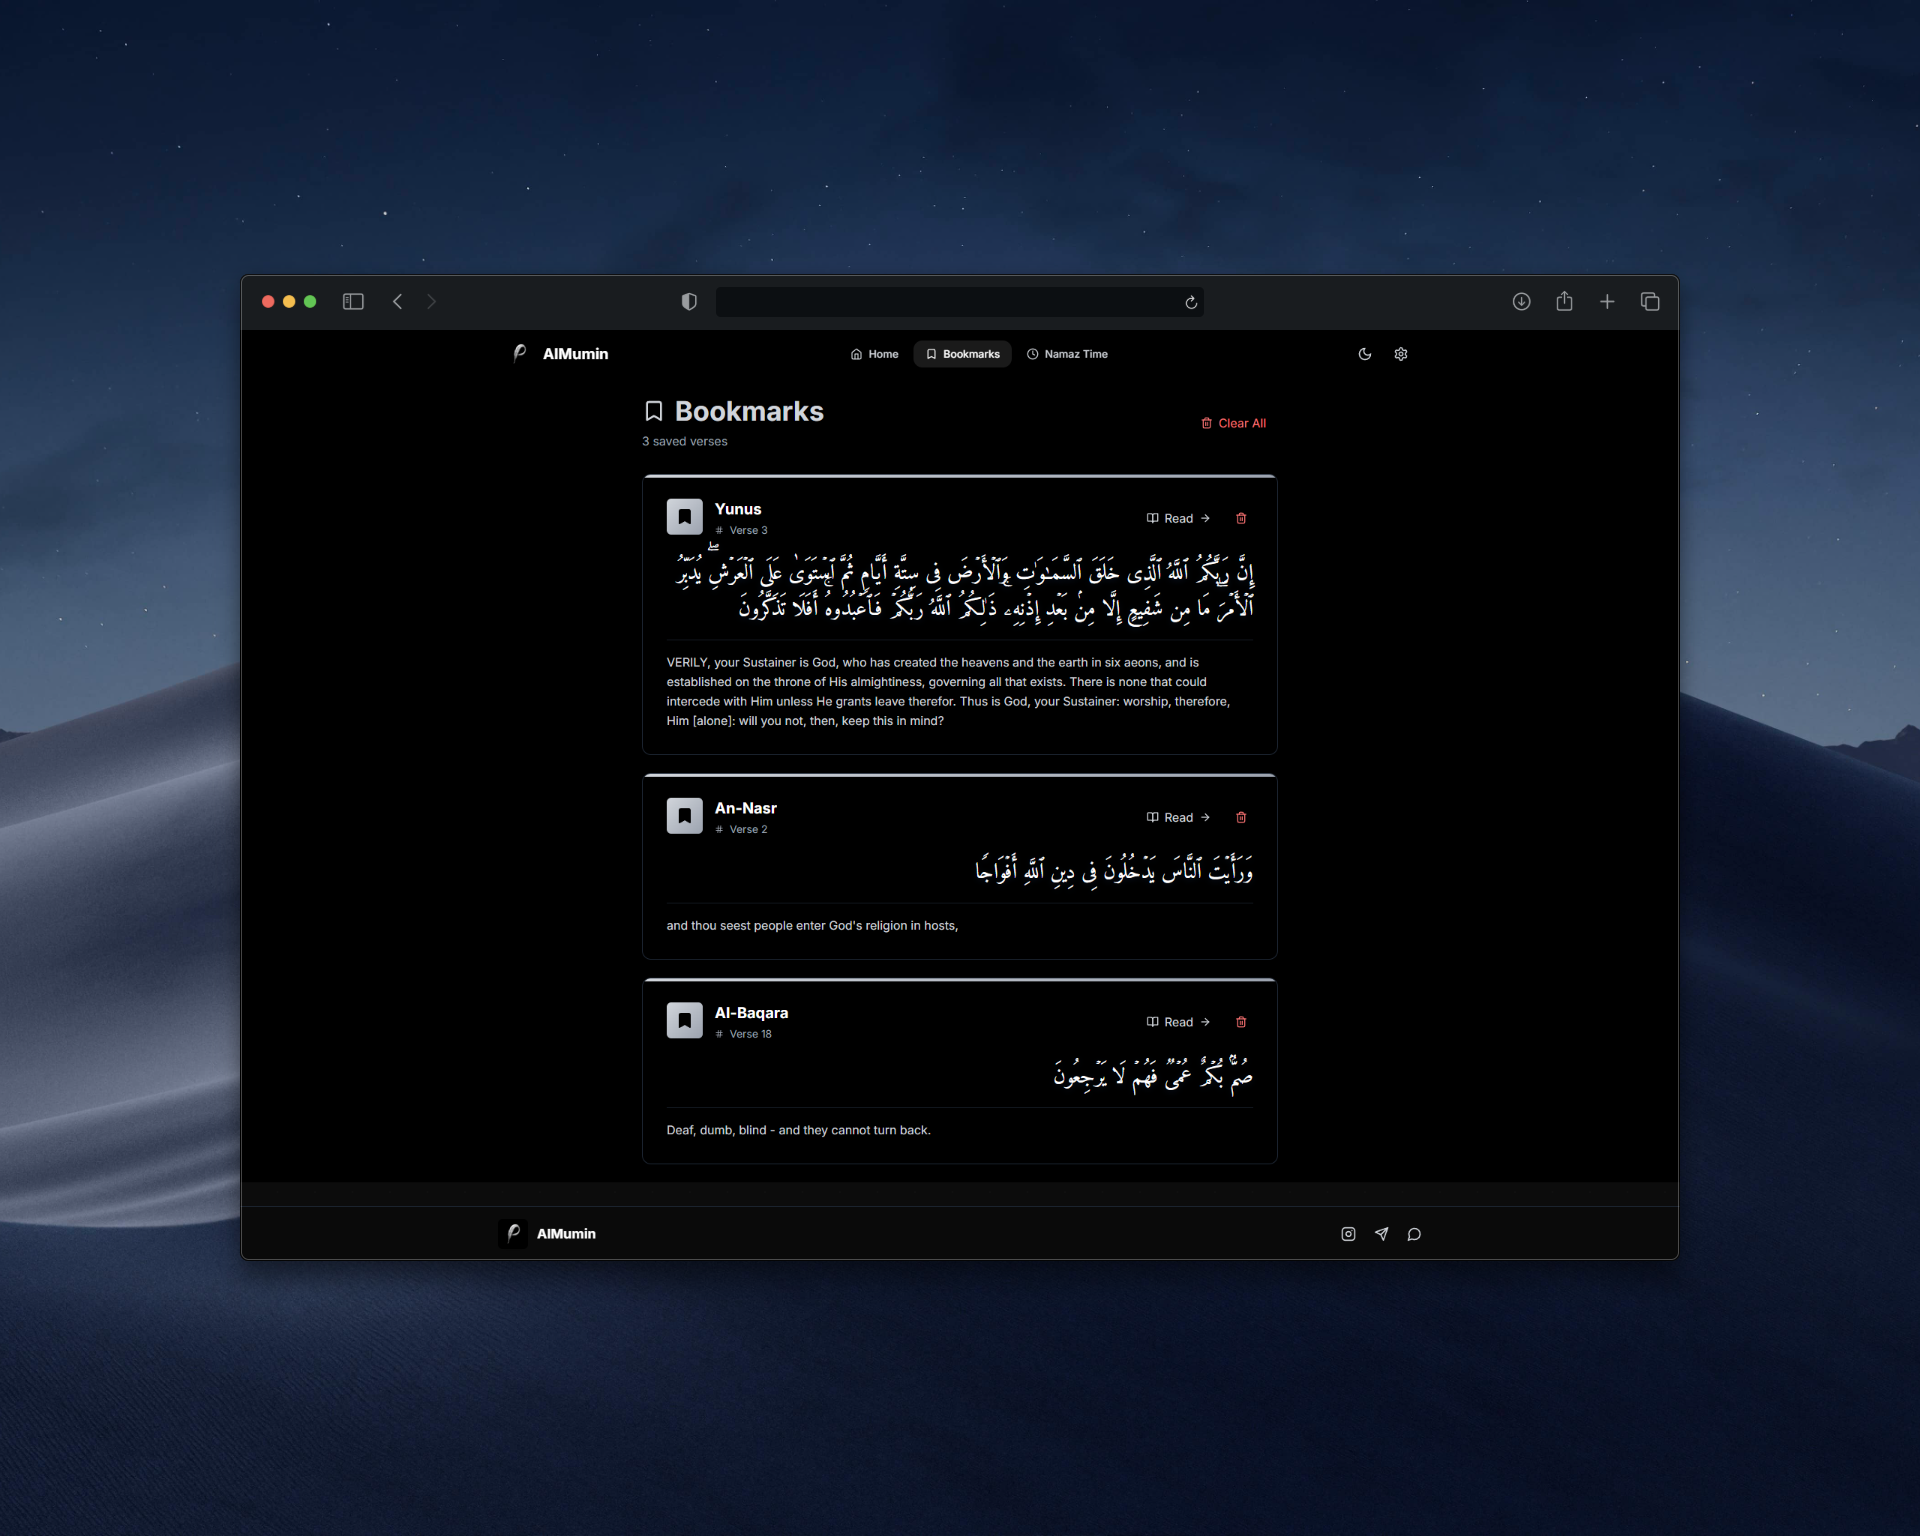 AlMumin
Home
Bookmarks
Namaz Time
Bookmarks
3 saved verses
Clear All
Yunus
# Verse 3
Read
إِنَّ رَبَّكُمُ ٱللَّهُ ٱلَّذِى خَلَقَ ٱلسَّمَـٰوَٰتِ وَٱلْأَرْضَ فِى سِتَّةِ أَيَّامٍ ثُمَّ ٱسْتَوَىٰ عَلَى ٱلْعَرْشِ ۖ يُدَبِّرُ
ٱلْأَمْرَ ۖ مَا مِن شَفِيعٍ إِلَّا مِنۢ بَعْدِ إِذْنِهِۦ ۚ ذَٰلِكُمُ ٱللَّهُ رَبُّكُمْ فَٱعْبُدُوهُ ۚ أَفَلَا تَذَكَّرُونَ
VERILY, your Sustainer is God, who has created the heavens and the earth in six aeons, and is
established on the throne of His almightiness, governing all that exists. There is none that could
intercede with Him unless He grants leave therefor. Thus is God, your Sustainer: worship, therefore,
Him [alone]: will you not, then, keep this in mind?
An-Nasr
# Verse 2
Read
وَرَأَيْتَ ٱلنَّاسَ يَدْخُلُونَ فِى دِينِ ٱللَّهِ أَفْوَاجًا
and thou seest people enter God's religion in hosts,
Al-Baqara
# Verse 18
Read
صُمٌّۢ بُكْمٌ عُمْىٌ فَهُمْ لَا يَرْجِعُونَ
Deaf, dumb, blind - and they cannot turn back.
AlMumin